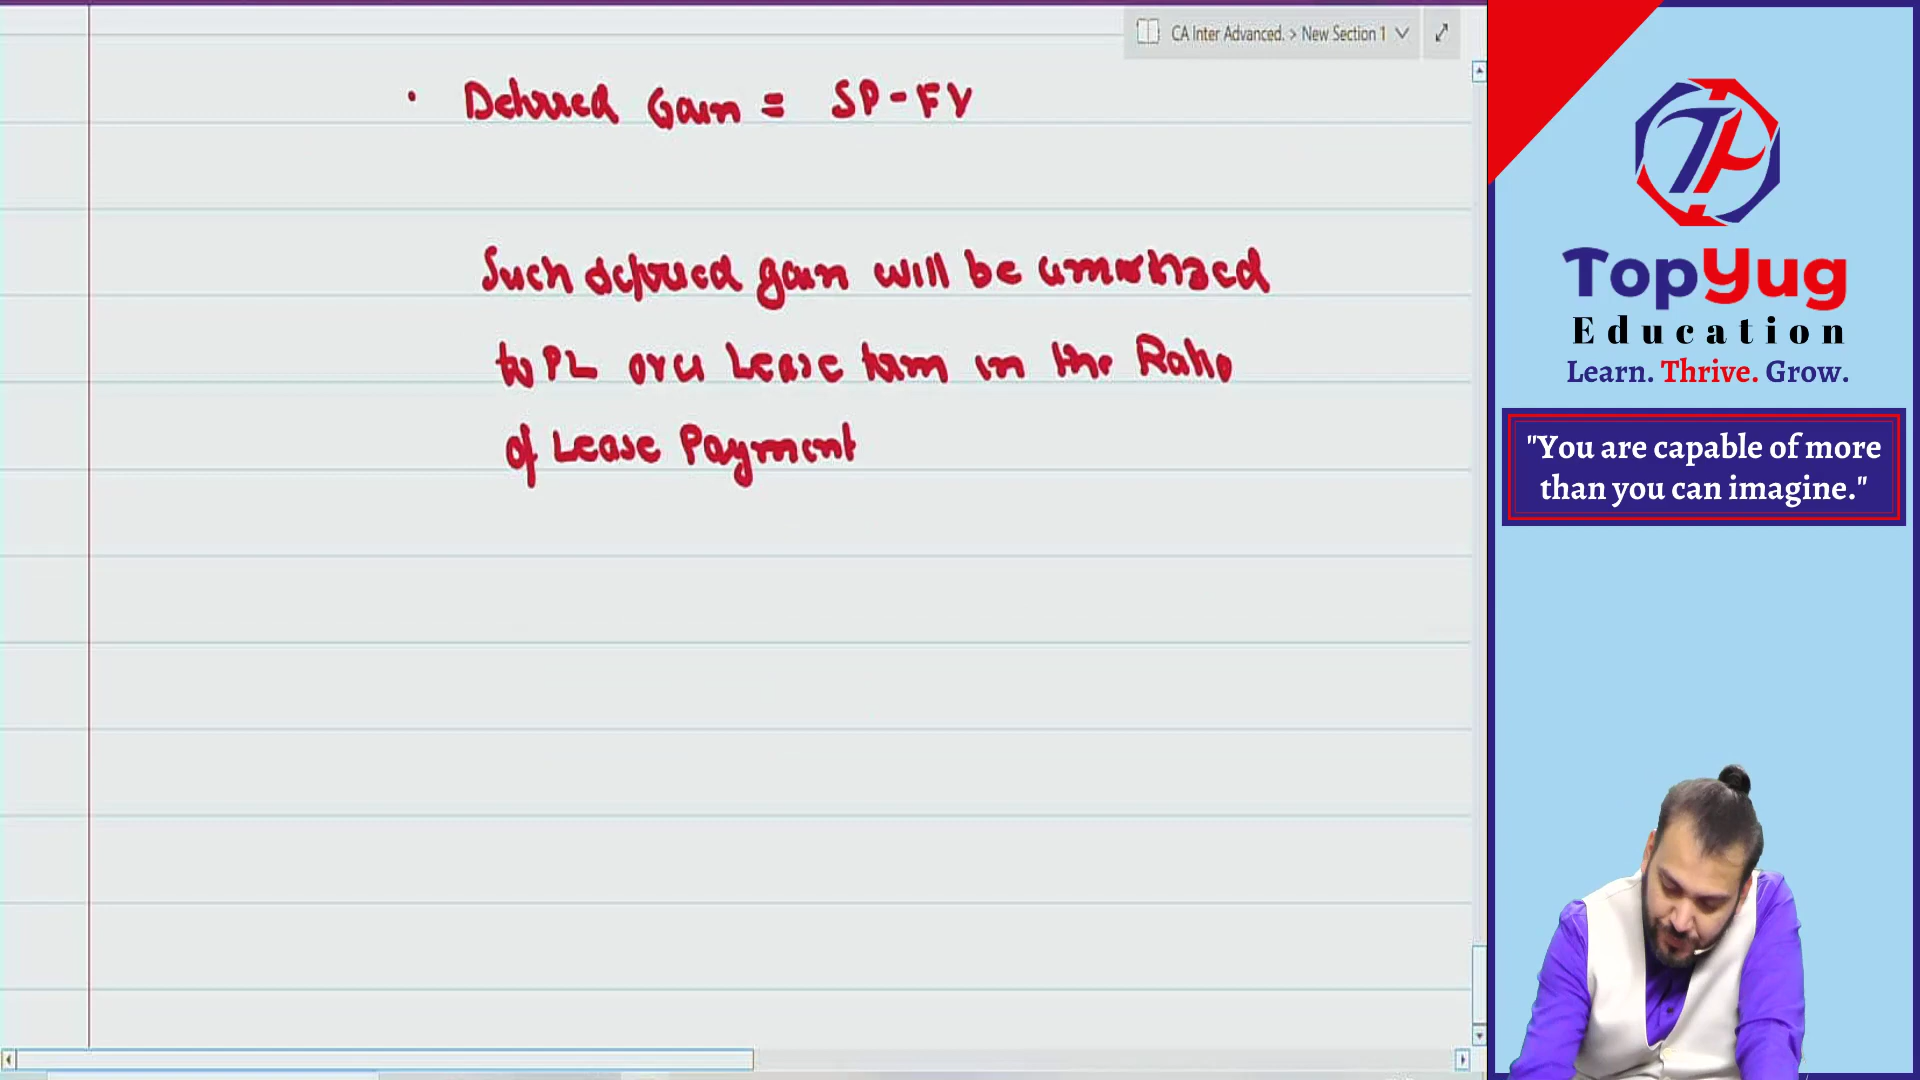 CA Inter Advanced. > New Section 1
• Deferred Gain = SP - FV
Such deferred gain will be amortized
to PL over Lease term in the Ratio
of Lease Payment
TopYug
Education
Learn. Thrive. Grow.
"You are capable of more
than you can imagine."